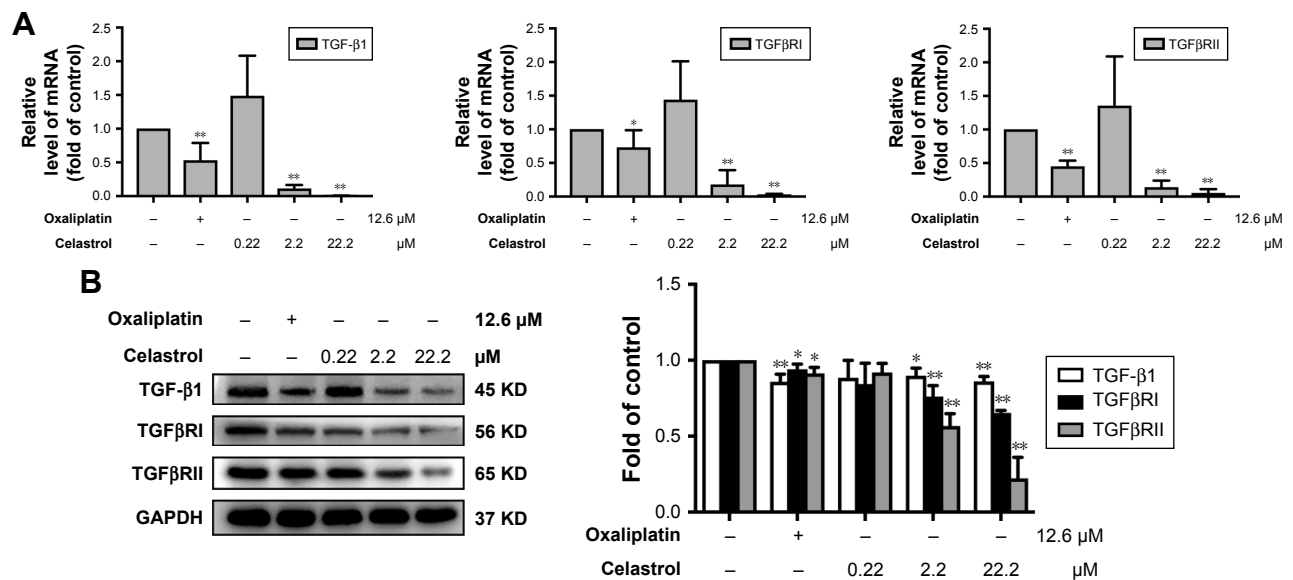 A
Relative
level of mRNA
(fold of control)
2.5
2.0
1.5
1.0
0.5
0.0
TGF-β1
** ** **
Oxaliplatin – + – – – 12.6 µM
Celastrol – – 0.22 2.2 22.2 µM
Relative
level of mRNA
(fold of control)
2.5
2.0
1.5
1.0
0.5
0.0
TGFβRI
* ** **
Oxaliplatin – + – – – 12.6 µM
Celastrol – – 0.22 2.2 22.2 µM
Relative
level of mRNA
(fold of control)
2.5
2.0
1.5
1.0
0.5
0.0
TGFβRII
** ** **
Oxaliplatin – + – – – 12.6 µM
Celastrol – – 0.22 2.2 22.2 µM
B
Oxaliplatin – + – – – 12.6 µM
Celastrol – – 0.22 2.2 22.2 µM
TGF-β1 45 KD
TGFβRI 56 KD
TGFβRII 65 KD
GAPDH 37 KD
Fold of control
1.5
1.0
0.5
0.0
** * * * ** ** ** ** **
TGF-β1
TGFβRI
TGFβRII
Oxaliplatin – + – – – 12.6 µM
Celastrol – – 0.22 2.2 22.2 µM